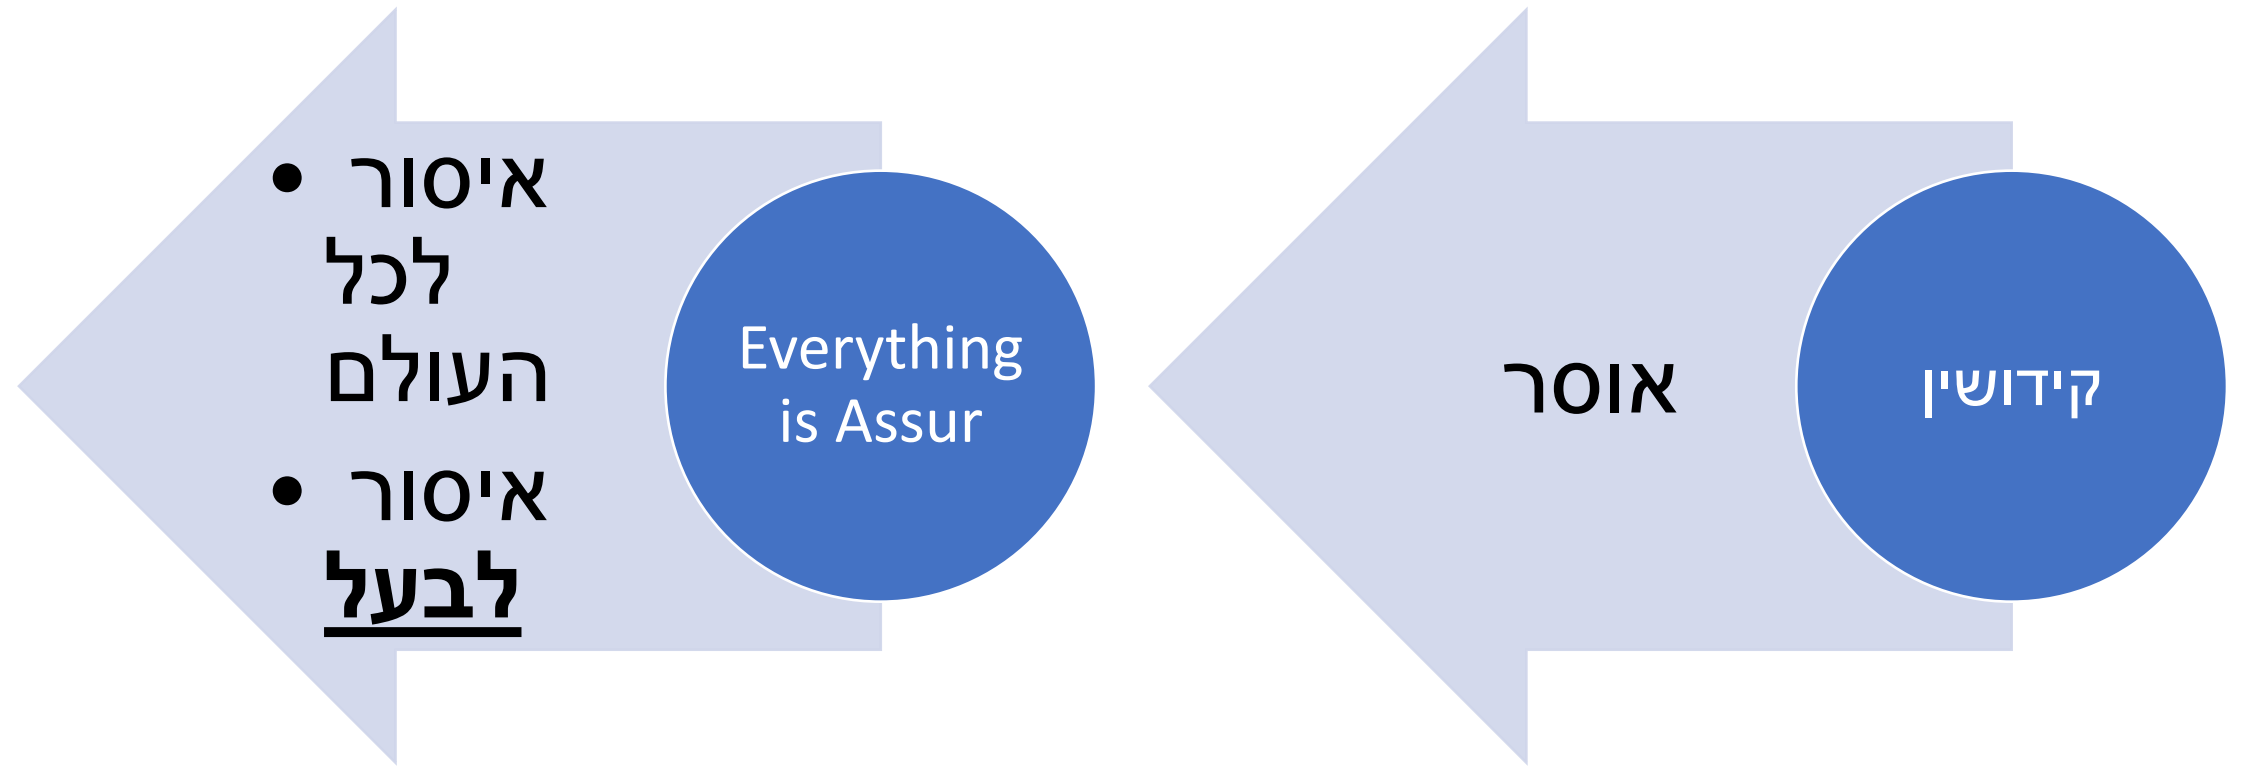 קידושין
אוסר
Everything
is Assur
• איסור
לכל
העולם
• איסור
לבעל